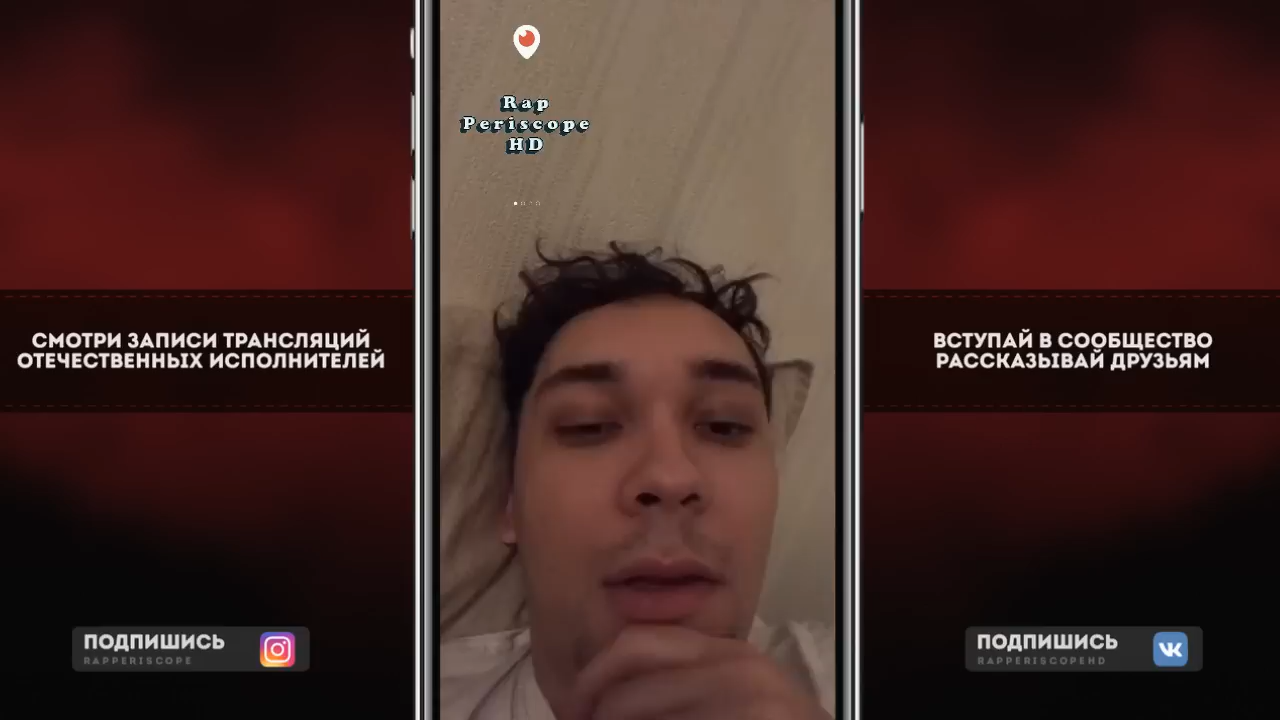 Rap
Periscope
HD
СМОТРИ ЗАПИСИ ТРАНСЛЯЦИЙ
ОТЕЧЕСТВЕННЫХ ИСПОЛНИТЕЛЕЙ
ВСТУПАЙ В СООБЩЕСТВО
РАССКАЗЫВАЙ ДРУЗЬЯМ
ПОДПИШИСЬ
RAPPERISCOPE
ПОДПИШИСЬ
RAPPERISCOPEHD